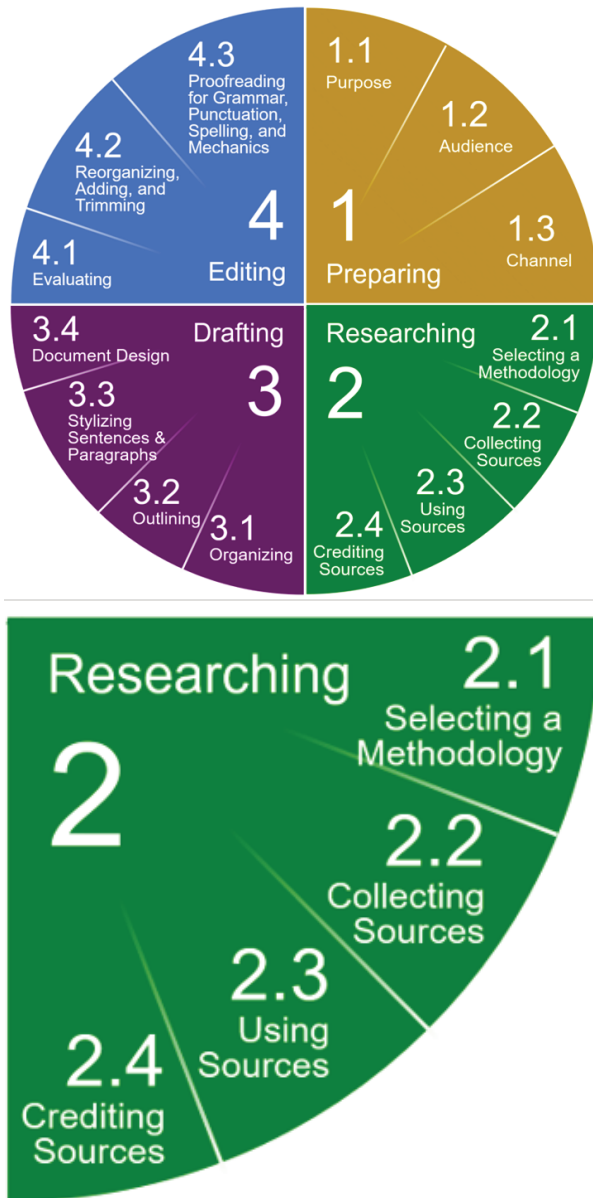 1.1
Purpose
1.2
Audience
1.3
Channel
1
Preparing
Researching
2
2.1
Selecting a
Methodology
2.2
Collecting
Sources
2.3
Using
Sources
2.4
Crediting
Sources
Drafting
3
3.1
Organizing
3.2
Outlining
3.3
Stylizing
Sentences &
Paragraphs
3.4
Document Design
4
Editing
4.1
Evaluating
4.2
Reorganizing,
Adding, and
Trimming
4.3
Proofreading
for Grammar,
Punctuation,
Spelling, and
Mechanics
Researching
2
2.1
Selecting a
Methodology
2.2
Collecting
Sources
2.3
Using
Sources
2.4
Crediting
Sources